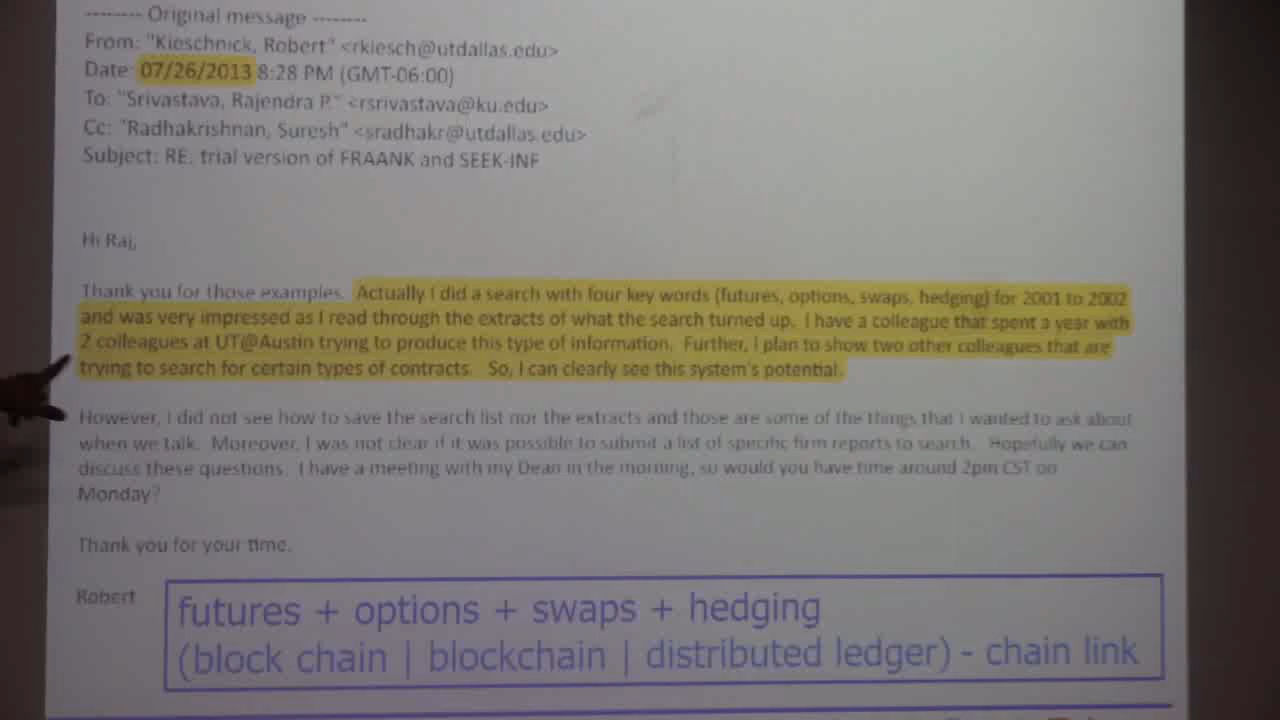 -------- Original message --------
From: "Kieschnick, Robert" <rkiesch@utdallas.edu>
Date: 07/26/2013 8:28 PM (GMT-06:00)
To: "Srivastava, Rajendra P." <rsrivastava@ku.edu>
Cc: "Radhakrishnan, Suresh" <sradhakr@utdallas.edu>
Subject: RE: trial version of FRAANK and SEEK-INF
Hi Raj,
Thank you for those examples. Actually I did a search with four key words (futures, options, swaps, hedging) for 2001 to 2002
and was very impressed as I read through the extracts of what the search turned up. I have a colleague that spent a year with
2 colleagues at UT@Austin trying to produce this type of information. Further, I plan to show two other colleagues that are
trying to search for certain types of contracts. So, I can clearly see this system's potential.
However, I did not see how to save the search list nor the extracts and those are some of the things that I wanted to ask about
when we talk. Moreover, I was not clear if it was possible to submit a list of specific firm reports to search. Hopefully we can
discuss these questions. I have a meeting with my Dean in the morning, so would you have time around 2pm CST on
Monday?
Thank you for your time.
Robert
futures + options + swaps + hedging
(block chain | blockchain | distributed ledger) - chain link